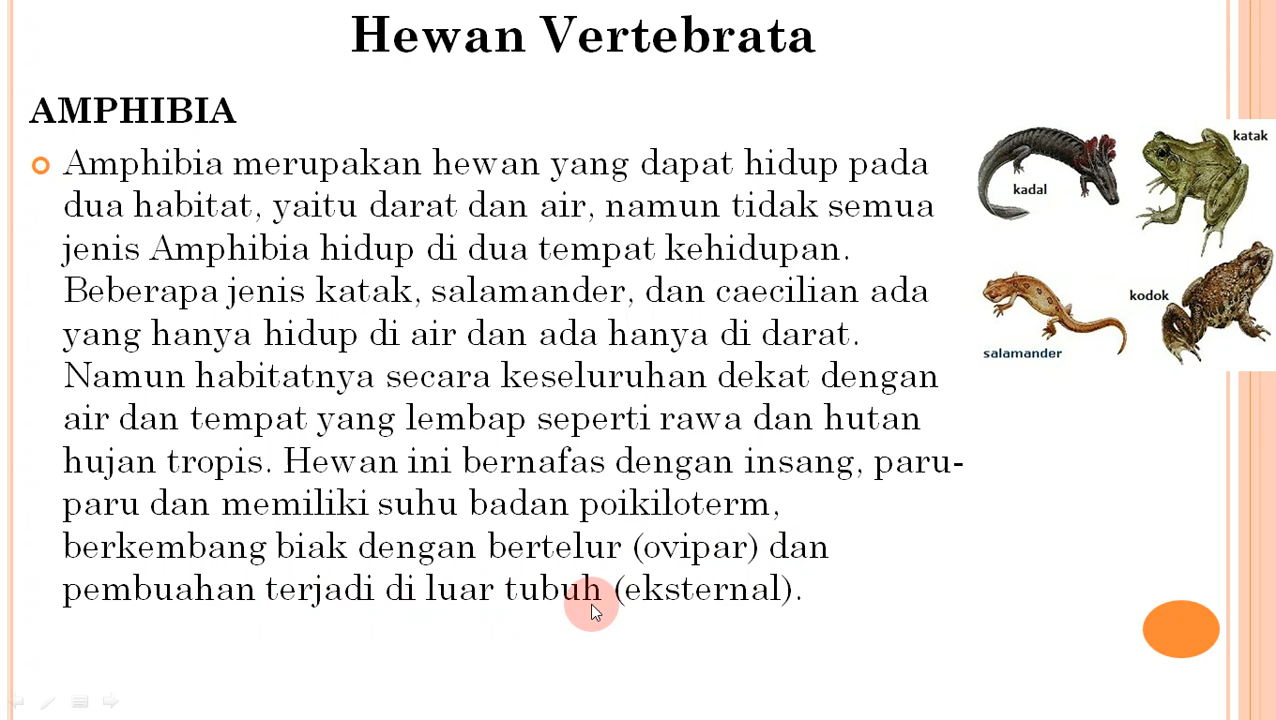 Hewan Vertebrata
AMPHIBIA
Amphibia merupakan hewan yang dapat hidup pada
dua habitat, yaitu darat dan air, namun tidak semua
jenis Amphibia hidup di dua tempat kehidupan.
Beberapa jenis katak, salamander, dan caecilian ada
yang hanya hidup di air dan ada hanya di darat.
Namun habitatnya secara keseluruhan dekat dengan
air dan tempat yang lembap seperti rawa dan hutan
hujan tropis. Hewan ini bernafas dengan insang, paru-
paru dan memiliki suhu badan poikiloterm,
berkembang biak dengan bertelur (ovipar) dan
pembuahan terjadi di luar tubuh (eksternal).
katak
kadal
kodok
salamander